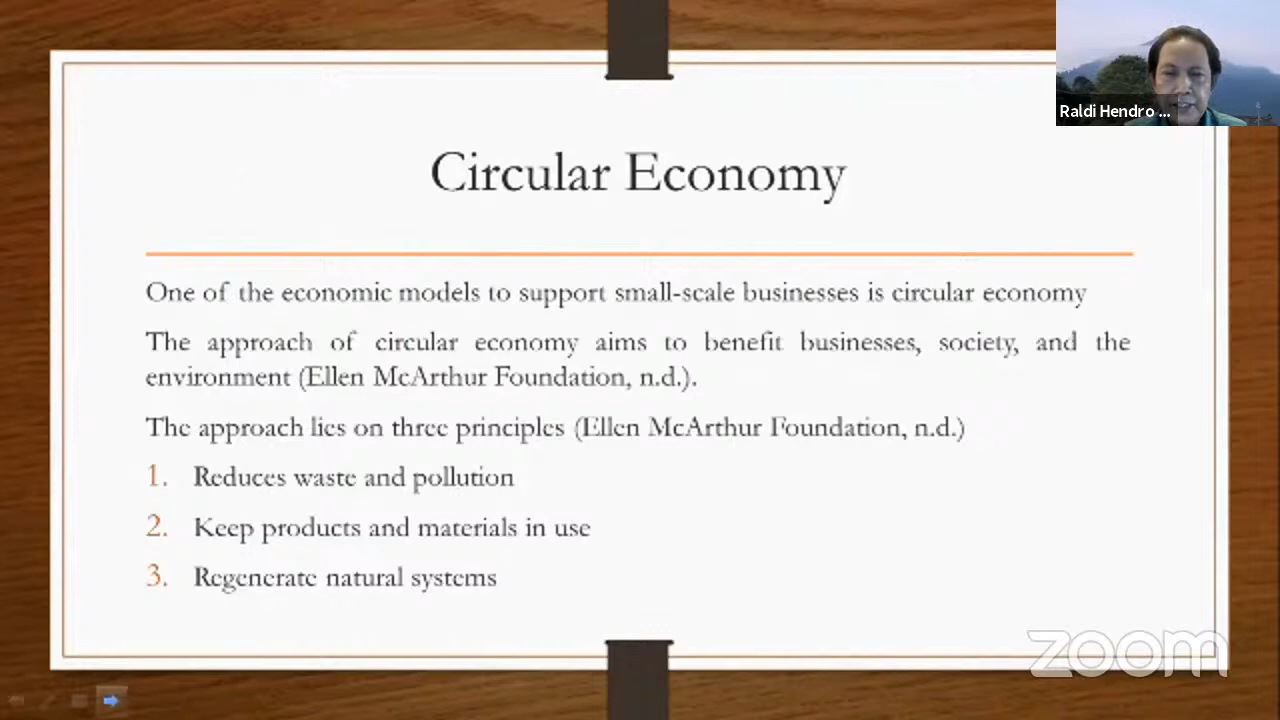 Raldi Hendro ...
Circular Economy
One of the economic models to support small-scale businesses is circular economy
The approach of circular economy aims to benefit businesses, society, and the
environment (Ellen McArthur Foundation, n.d.).
The approach lies on three principles (Ellen McArthur Foundation, n.d.)
1. Reduces waste and pollution
2. Keep products and materials in use
3. Regenerate natural systems
zoom